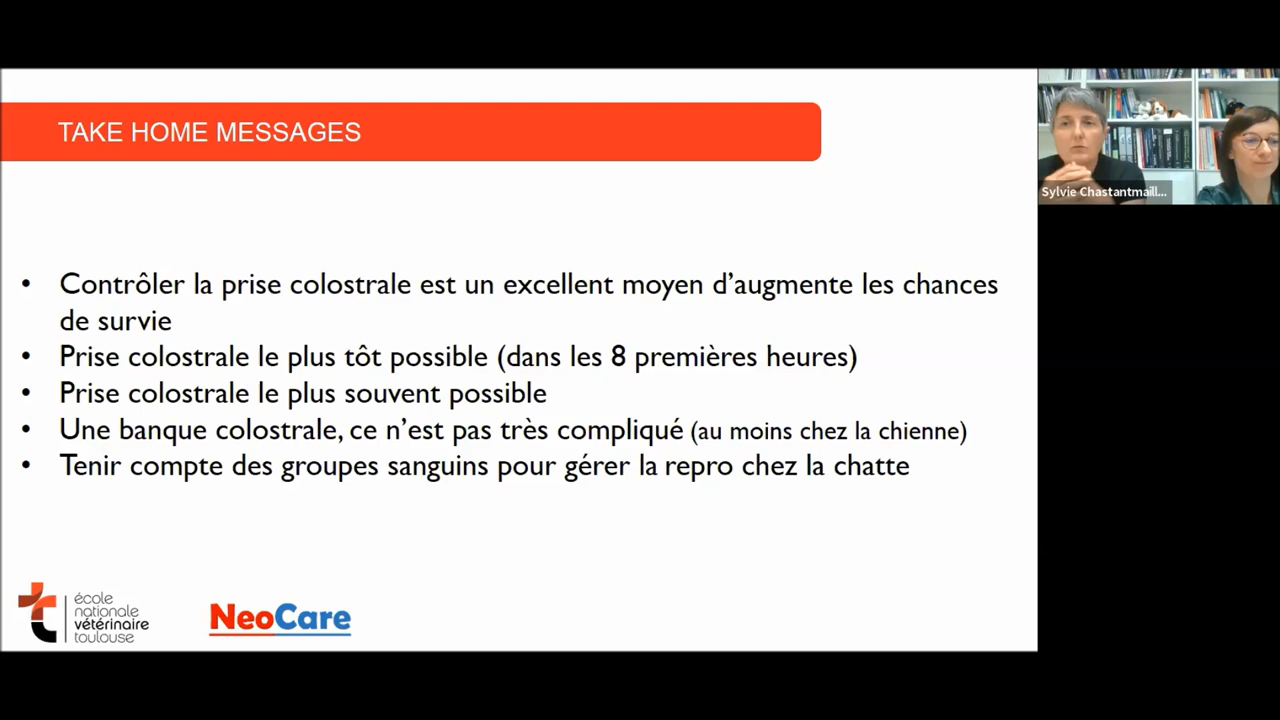 TAKE HOME MESSAGES
Sylvie Chastantmaill...
• Contrôler la prise colostrale est un excellent moyen d’augmente les chances
de survie
• Prise colostrale le plus tôt possible (dans les 8 premières heures)
• Prise colostrale le plus souvent possible
• Une banque colostrale, ce n’est pas très compliqué (au moins chez la chienne)
• Tenir compte des groupes sanguins pour gérer la repro chez la chatte
école
nationale
vétérinaire
toulouse
NeoCare